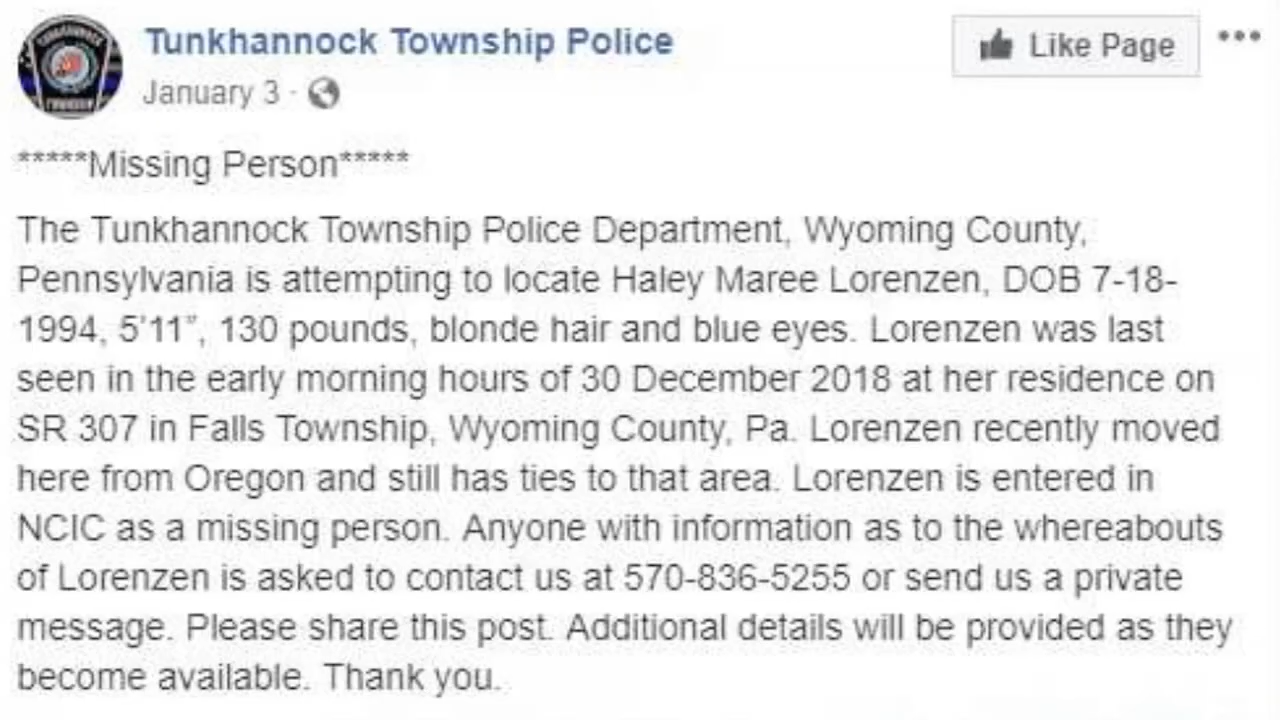 Tunkhannock Township Police
Like Page
January 3 ·
*****Missing Person*****
The Tunkhannock Township Police Department, Wyoming County,
Pennsylvania is attempting to locate Haley Maree Lorenzen, DOB 7-18-
1994, 5'11”, 130 pounds, blonde hair and blue eyes. Lorenzen was last
seen in the early morning hours of 30 December 2018 at her residence on
SR 307 in Falls Township, Wyoming County, Pa. Lorenzen recently moved
here from Oregon and still has ties to that area. Lorenzen is entered in
NCIC as a missing person. Anyone with information as to the whereabouts
of Lorenzen is asked to contact us at 570-836-5255 or send us a private
message. Please share this post. Additional details will be provided as they
become available. Thank you.